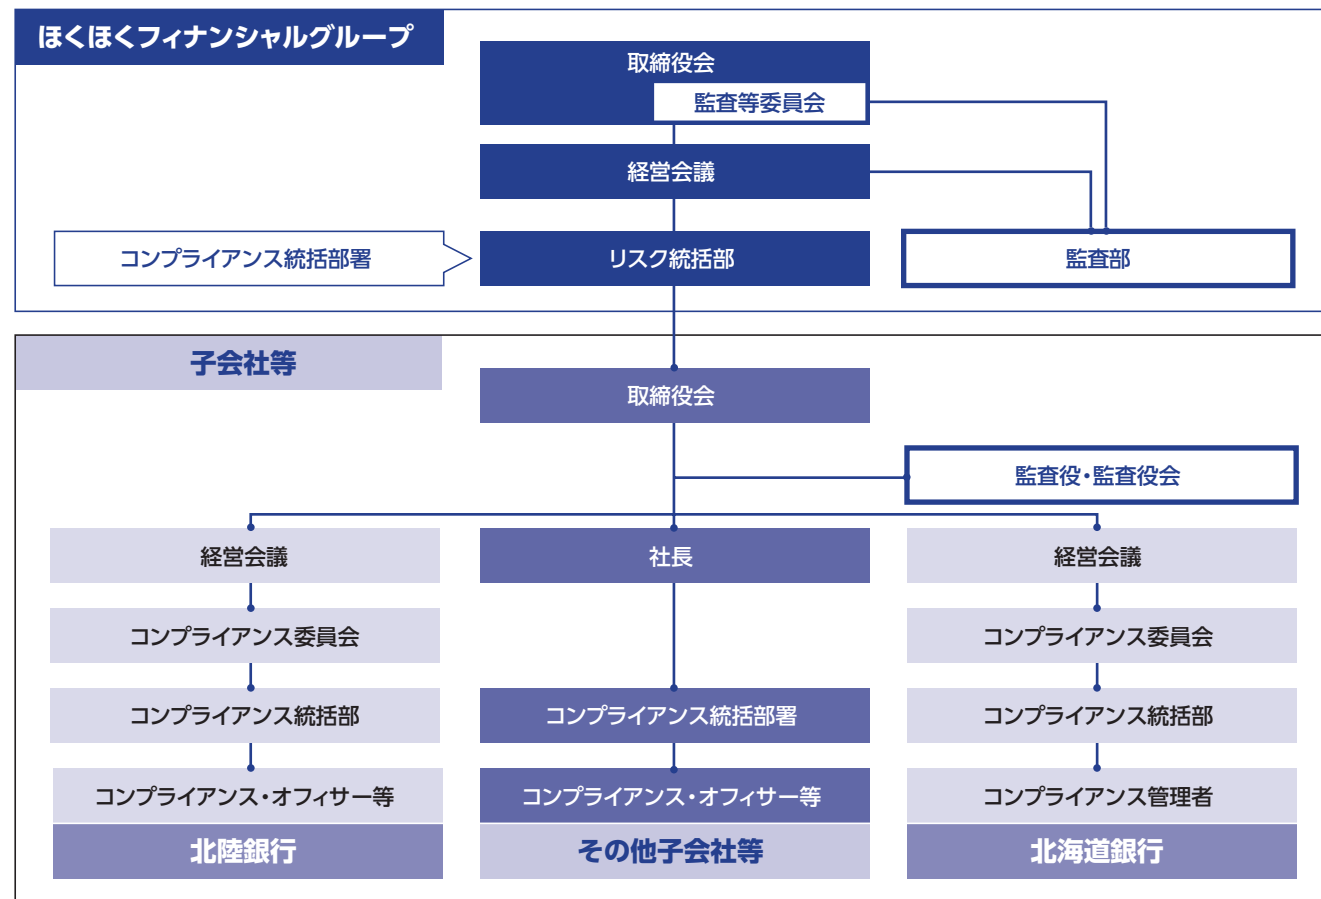 ほくほくフィナンシャルグループ
取締役会
監査等委員会
経営会議
コンプライアンス統括部署
リスク統括部
監査部
子会社等
取締役会
監査役・監査役会
経営会議
社長
経営会議
コンプライアンス委員会
コンプライアンス委員会
コンプライアンス統括部
コンプライアンス統括部署
コンプライアンス統括部
コンプライアンス・オフィサー等
コンプライアンス・オフィサー等
コンプライアンス管理者
北陸銀行
その他子会社等
北海道銀行